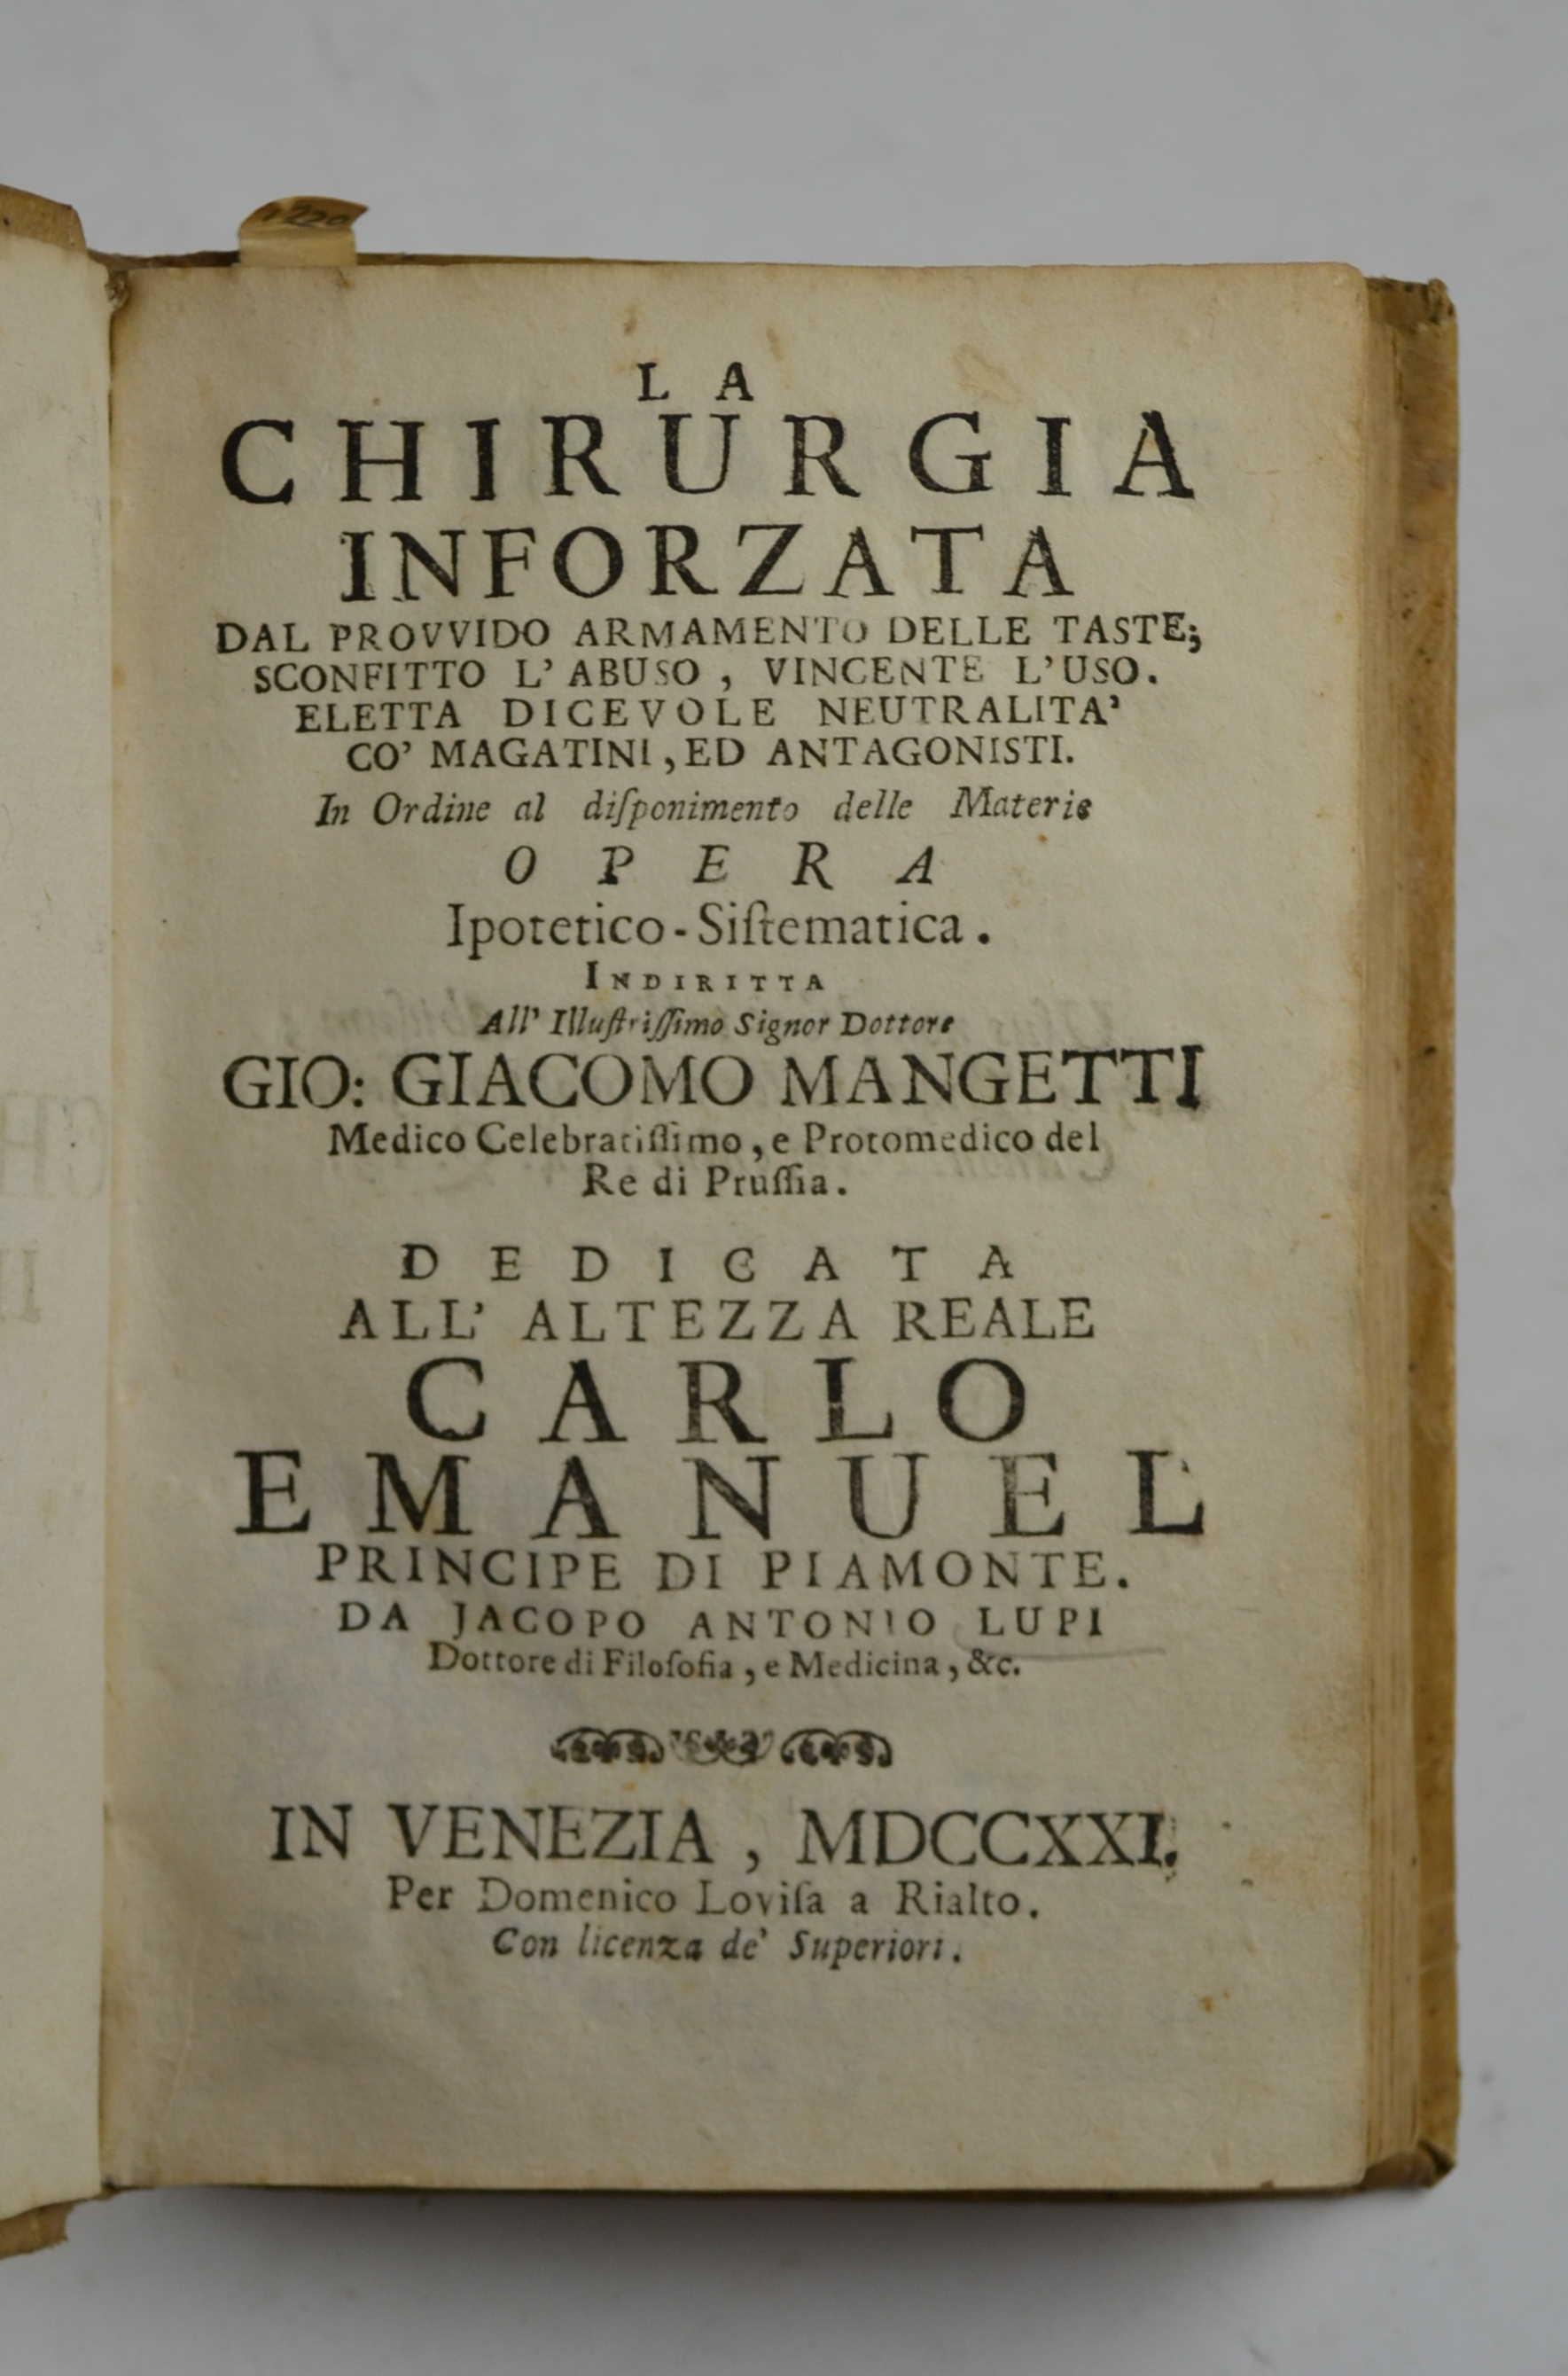 LA
CHIRURGIA
INFORZATA
DAL PROVVIDO ARMAMENTO DELLE TASTE;
SCONFITTO L' ABUSO, VINCENTE L'USO.
ELETTA DICEVOLE NEUTRALITA'
CO' MAGATINI, ED ANTAGONISTI.
In Ordine al diſponimento delle Materie
OPERA
Ipotetico-Siſtematica.
INDIRITTA
All' Illuſtriſſimo Signor Dottore
GIO: GIACOMO MANGETTI
Medico Celebratiſſimo, e Protomedico del
Re di Pruſſia.
DEDICATA
ALL' ALTEZZA REALE
CARLO
EMANUEL
PRINCIPE DI PIAMONTE.
DA JACOPO ANTONIO LUPI
Dottore di Filoſofia, e Medicina, &c.
IN VENEZIA, MDCCXXI.
Per Domenico Loviſa a Rialto.
Con licenza de' Superiori.